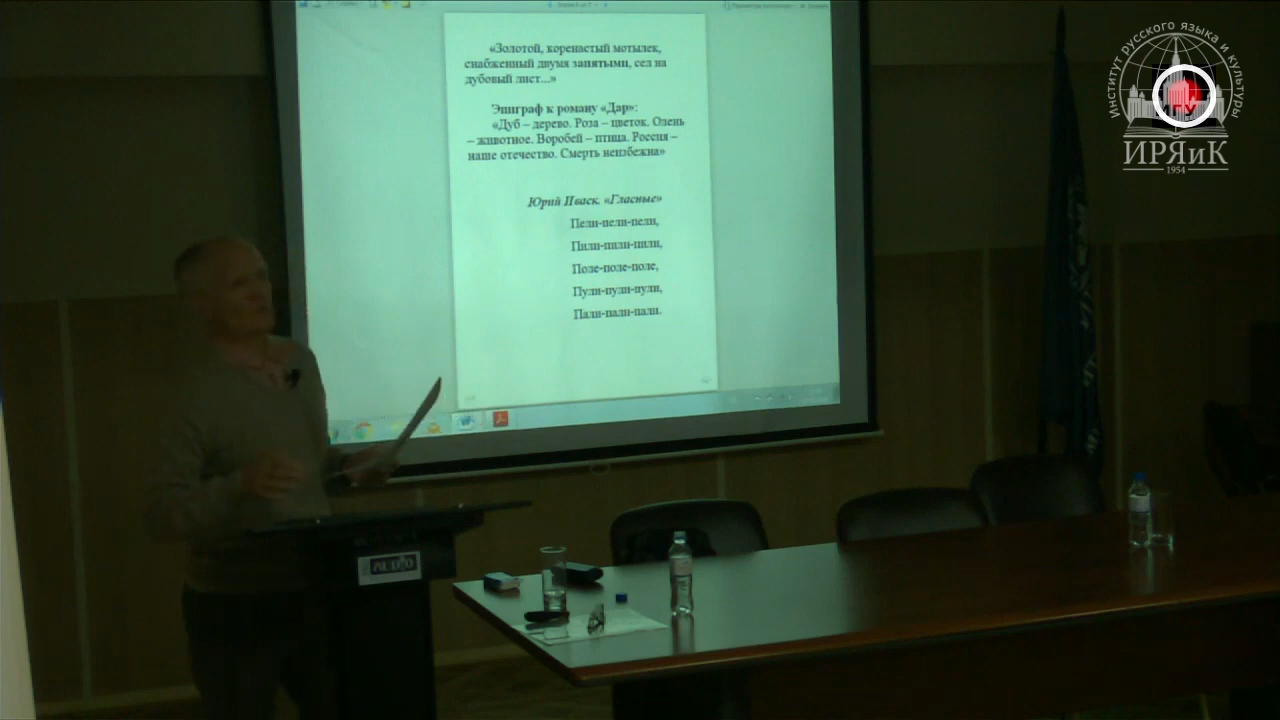 «Золотой, коренастый мотылек,
снабженный двумя запятыми, сел на
дубовый лист...»
Эпиграф к роману «Дар»:
«Дуб – дерево. Роза – цветок. Олень
– животное. Воробей – птица. Россия –
наше отечество. Смерть неизбежна»
Юрий Иваск. «Гласные»
Пели-пели-пели,
Пили-пили-пили,
Поле-поле-поле,
Пули-пули-пули,
Пали-пали-пали.
Институт русского языка и культуры
МГУ
ИРЯиК
1954